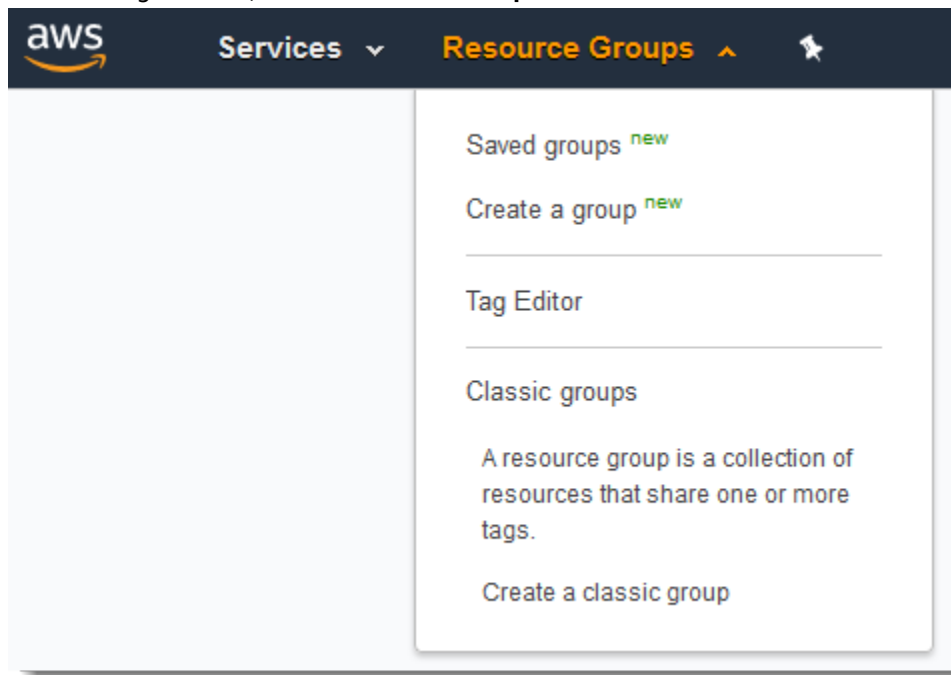 aws Services Resource Groups
Saved groups new
Create a group new
Tag Editor
Classic groups
A resource group is a collection of
resources that share one or more
tags.
Create a classic group